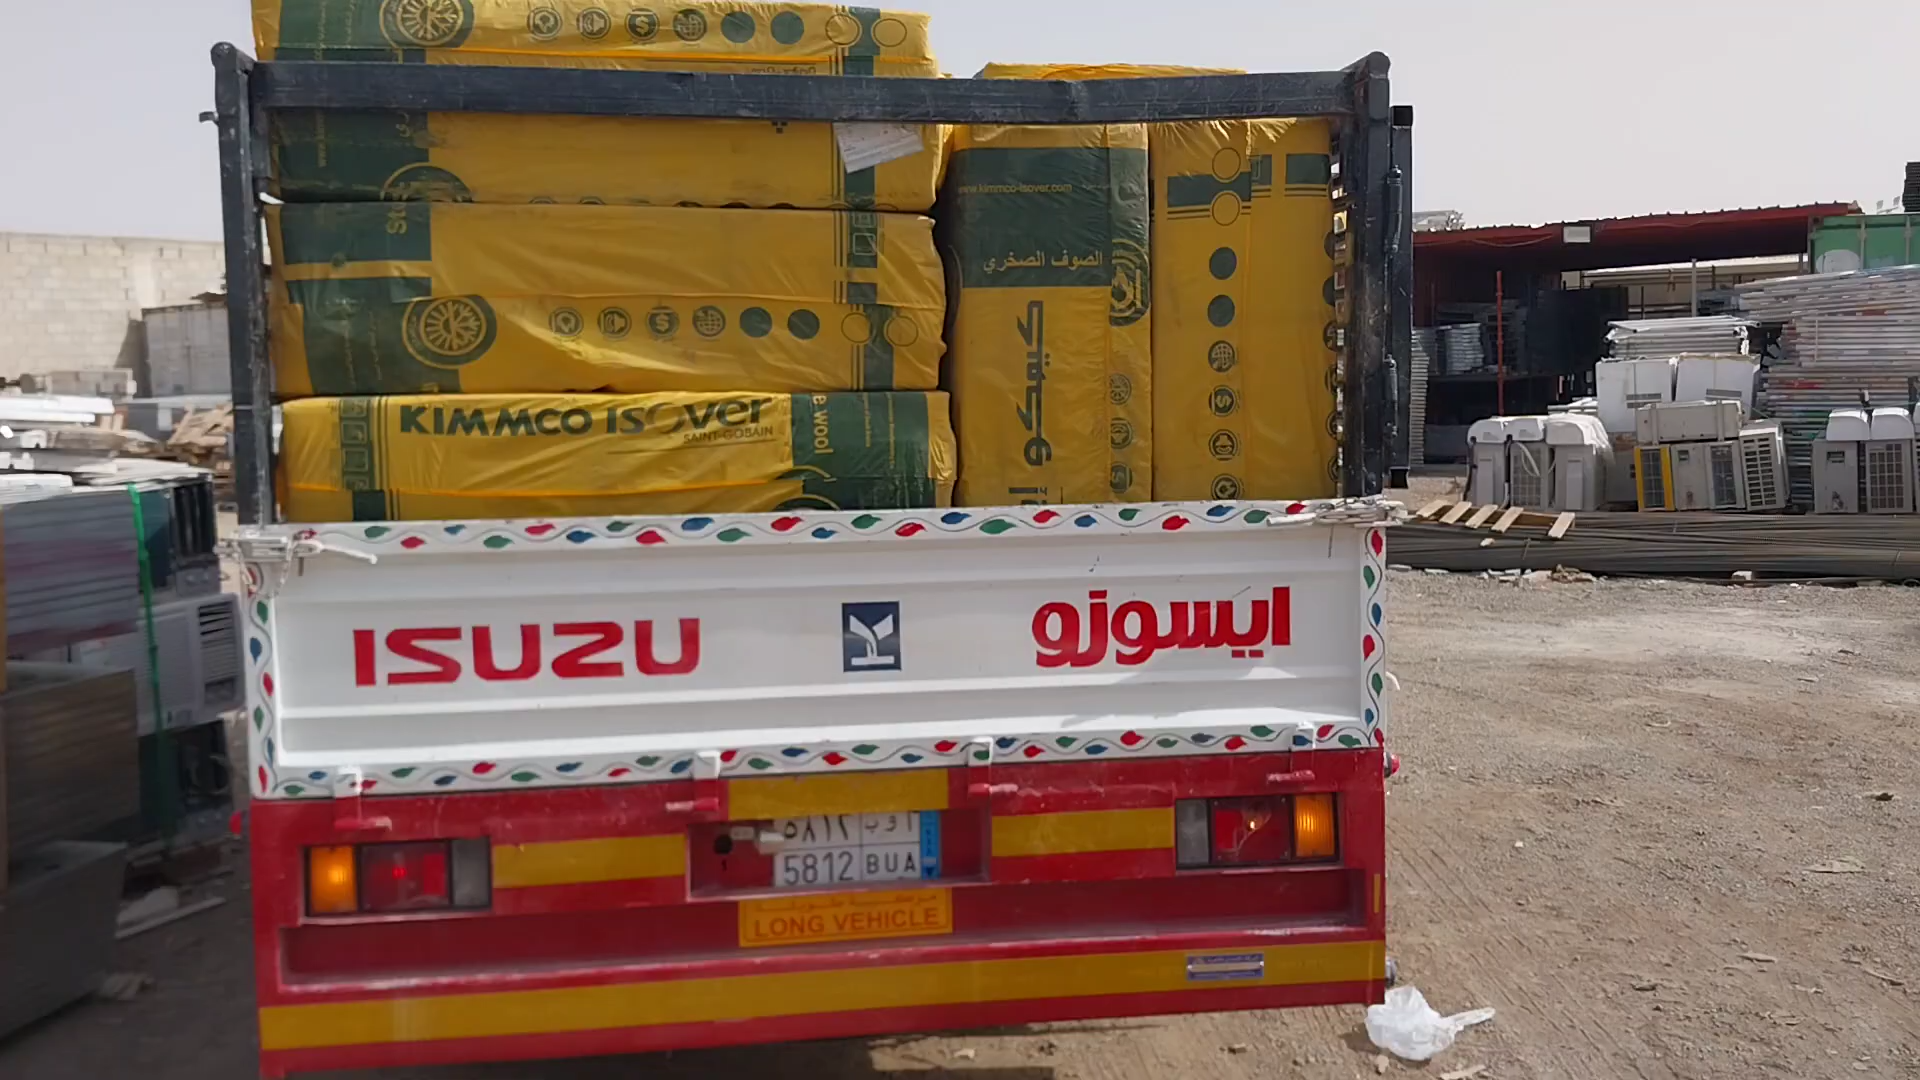 KIMMCO ISOver
SAINT-GOBAIN
www.kimmco-isover.com
الصوف الصخري
كيمكو
ISUZU
ايسوزو
٥٨١٢ أ و ب
5812 BUA
LONG VEHICLE